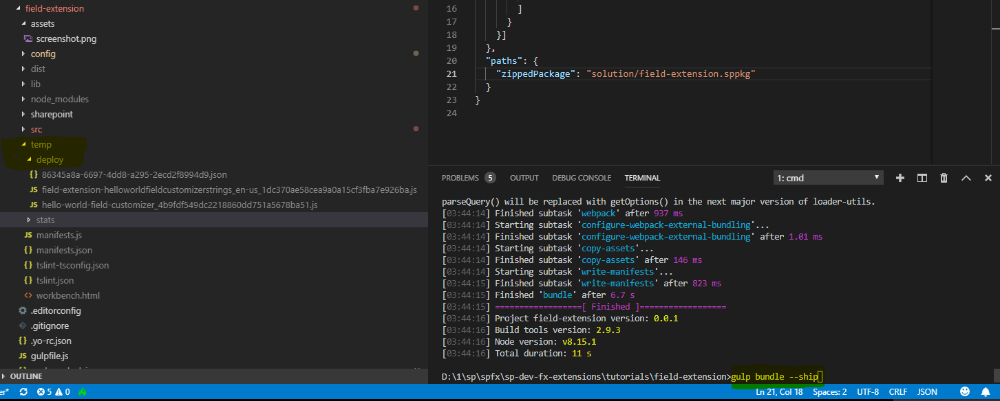 field-extension
assets
screenshot.png
config
dist
lib
node_modules
sharepoint
src
temp
deploy
{} 86345a8a-6697-4dd8-a295-2ecd2f8994d9.json
JS field-extension-helloworldfieldcustomizerstrings_en-us_1dc370ae58cea9a0a15cf3fba7e926ba.js
JS hello-world-field-customizer_4b9fdf549dc2218860dd751a5678ba51.js
stats
JS manifests.js
{} manifests.json
{} tslint-tsconfig.json
{} tslint.json
<> workbench.html
.editorconfig
.gitignore
{} .yo-rc.json
JS gulpfile.js
OUTLINE
16 ]
17 }
18 }]
19 },
20 "paths": {
21 "zippedPackage": "solution/field-extension.sppkg"
22 }
23 }
24
PROBLEMS 5 OUTPUT DEBUG CONSOLE TERMINAL 1: cmd
parseQuery() will be replaced with getOptions() in the next major version of loader-utils.
[03:44:14] Finished subtask 'webpack' after 937 ms
[03:44:14] Starting subtask 'configure-webpack-external-bundling'...
[03:44:14] Finished subtask 'configure-webpack-external-bundling' after 1.01 ms
[03:44:14] Starting subtask 'copy-assets'...
[03:44:14] Finished subtask 'copy-assets' after 146 ms
[03:44:14] Starting subtask 'write-manifests'...
[03:44:15] Finished subtask 'write-manifests' after 823 ms
[03:44:15] Finished 'bundle' after 6.7 s
[03:44:15] ==================[ Finished ]==================
[03:44:16] Project field-extension version: 0.0.1
[03:44:16] Build tools version: 2.9.3
[03:44:16] Node version: v8.15.1
[03:44:16] Total duration: 11 s
D:\1\sp\spfx\sp-dev-fx-extensions\tutorials\field-extension>gulp bundle --ship
er* 5 0 Ln 21, Col 18 Spaces: 2 UTF-8 CRLF JSON